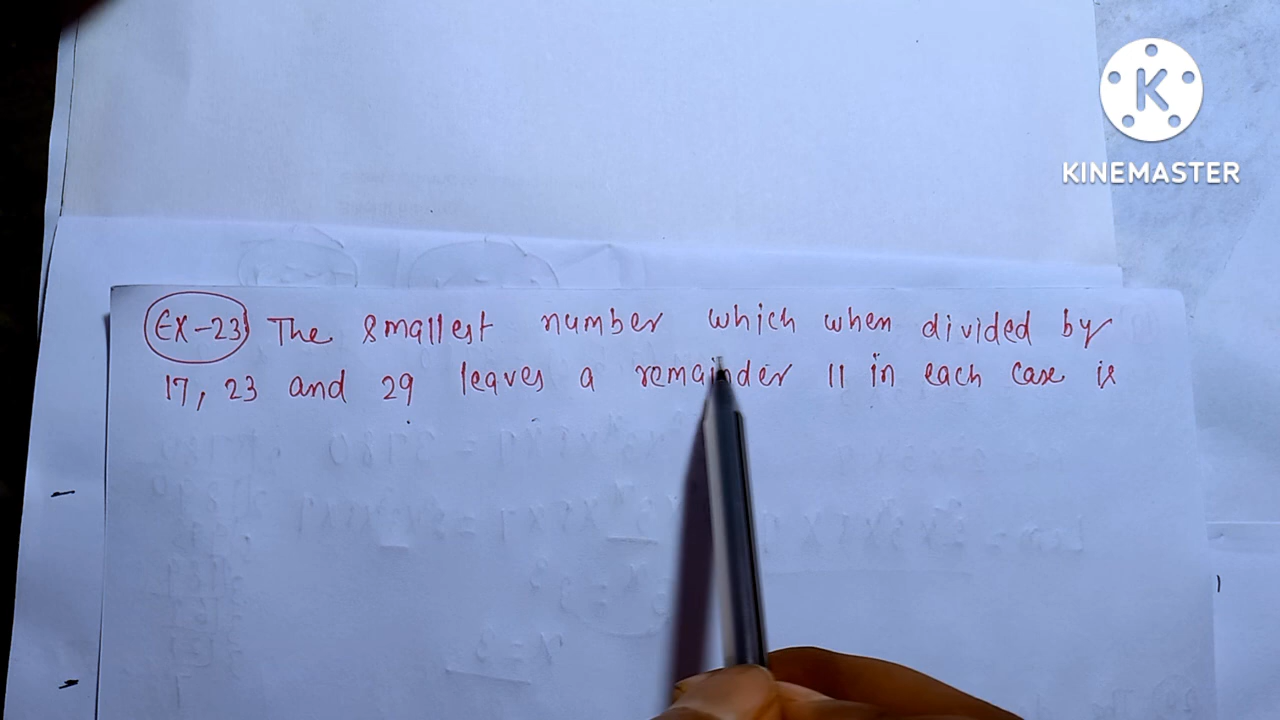 KINEMASTER
Ex-23 The smallest number which when divided by
17, 23 and 29 leaves a remainder 11 in each case is